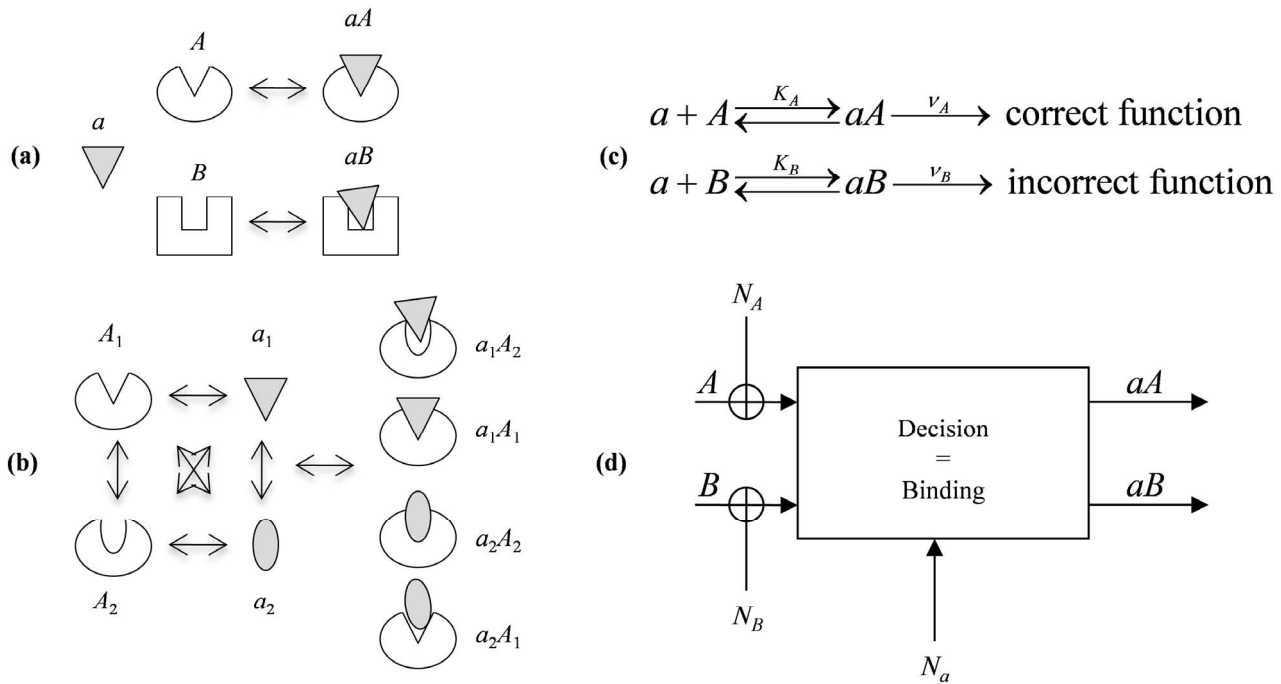 (a)
a
A
aA
B
aB
(b)
A₁
a₁
A₂
a₂
a₁A₂
a₁A₁
a₂A₂
a₂A₁
(c)
a + A K_A aA ν_A correct function
a + B K_B aB ν_B incorrect function
(d)
N_A
A
B
N_B
Decision
=
Binding
N_a
aA
aB